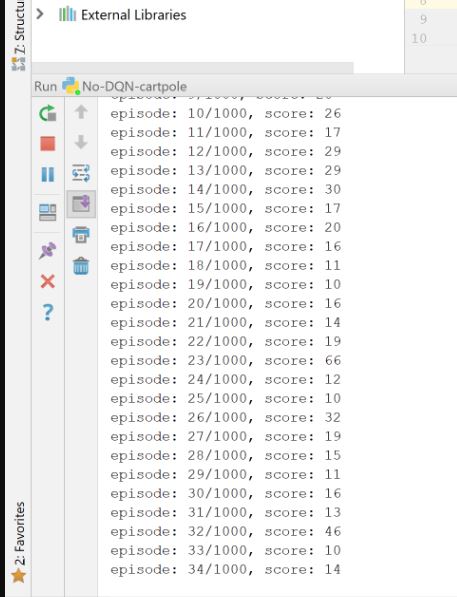 Z: Structu
External Libraries
8
9
10
Run No-DQN-cartpole
episode: 10/1000, score: 26
episode: 11/1000, score: 17
episode: 12/1000, score: 29
episode: 13/1000, score: 29
episode: 14/1000, score: 30
episode: 15/1000, score: 17
episode: 16/1000, score: 20
episode: 17/1000, score: 16
episode: 18/1000, score: 11
episode: 19/1000, score: 10
episode: 20/1000, score: 16
episode: 21/1000, score: 14
episode: 22/1000, score: 19
episode: 23/1000, score: 66
episode: 24/1000, score: 12
episode: 25/1000, score: 10
episode: 26/1000, score: 32
episode: 27/1000, score: 19
episode: 28/1000, score: 15
episode: 29/1000, score: 11
episode: 30/1000, score: 16
episode: 31/1000, score: 13
episode: 32/1000, score: 46
episode: 33/1000, score: 10
episode: 34/1000, score: 14
2: Favorites